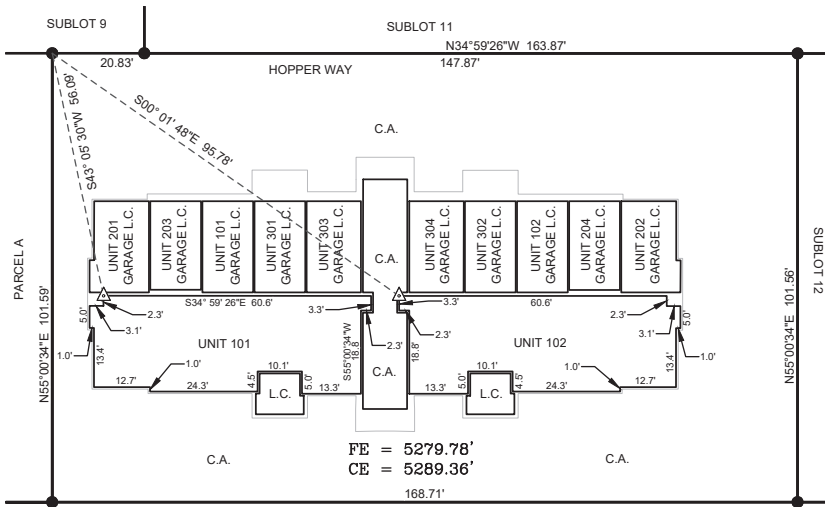 SUBLOT 9
SUBLOT 11
N34°59'26"W 163.87'
20.83'
147.87'
HOPPER WAY
S43° 05' 30"W 56.09'
S00° 01' 48"E 95.78'
C.A.
PARCEL A
N55°00'34"E 101.59'
UNIT 201
GARAGE L.C.
UNIT 203
GARAGE L.C.
UNIT 101
GARAGE L.C.
UNIT 301
GARAGE L.C.
UNIT 303
GARAGE L.C.
C.A.
UNIT 304
GARAGE L.C.
UNIT 302
GARAGE L.C.
UNIT 102
GARAGE L.C.
UNIT 204
GARAGE L.C.
UNIT 202
GARAGE L.C.
SUBLOT 12
N55°00'34"E 101.56'
S34° 59' 26"E 60.6'
3.3'
3.3'
60.6'
2.3'
2.3'
5.0'
3.1'
2.3'
2.3'
3.1'
5.0'
1.0'
13.4'
UNIT 101
S55°00'34"W
18.8'
C.A.
18.8'
UNIT 102
13.4'
1.0'
12.7'
1.0'
24.3'
4.5'
10.1'
5.0'
13.3'
L.C.
13.3'
5.0'
10.1'
4.5'
24.3'
1.0'
12.7'
L.C.
C.A.
FE = 5279.78'
CE = 5289.36'
C.A.
168.71'